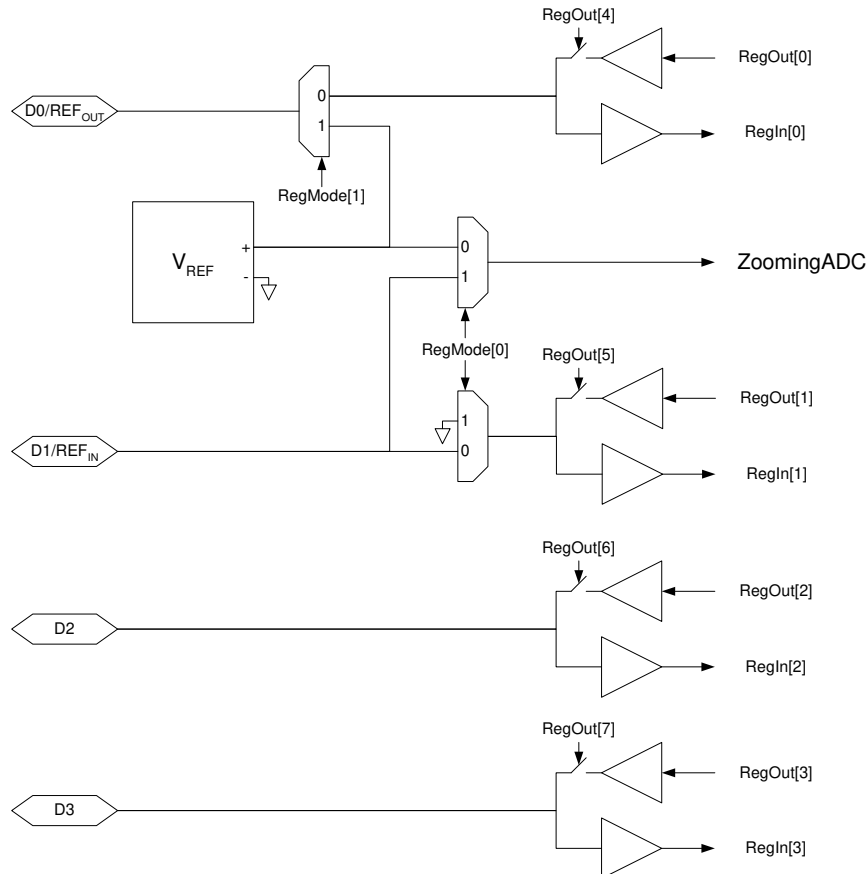 RegOut[4]
RegOut[0]
D0/REFOUT
0
1
RegIn[0]
RegMode[1]
VREF
+
-
0
1
ZoomingADC
RegMode[0]
RegOut[5]
RegOut[1]
1
0
D1/REFIN
RegIn[1]
RegOut[6]
RegOut[2]
D2
RegIn[2]
RegOut[7]
RegOut[3]
D3
RegIn[3]